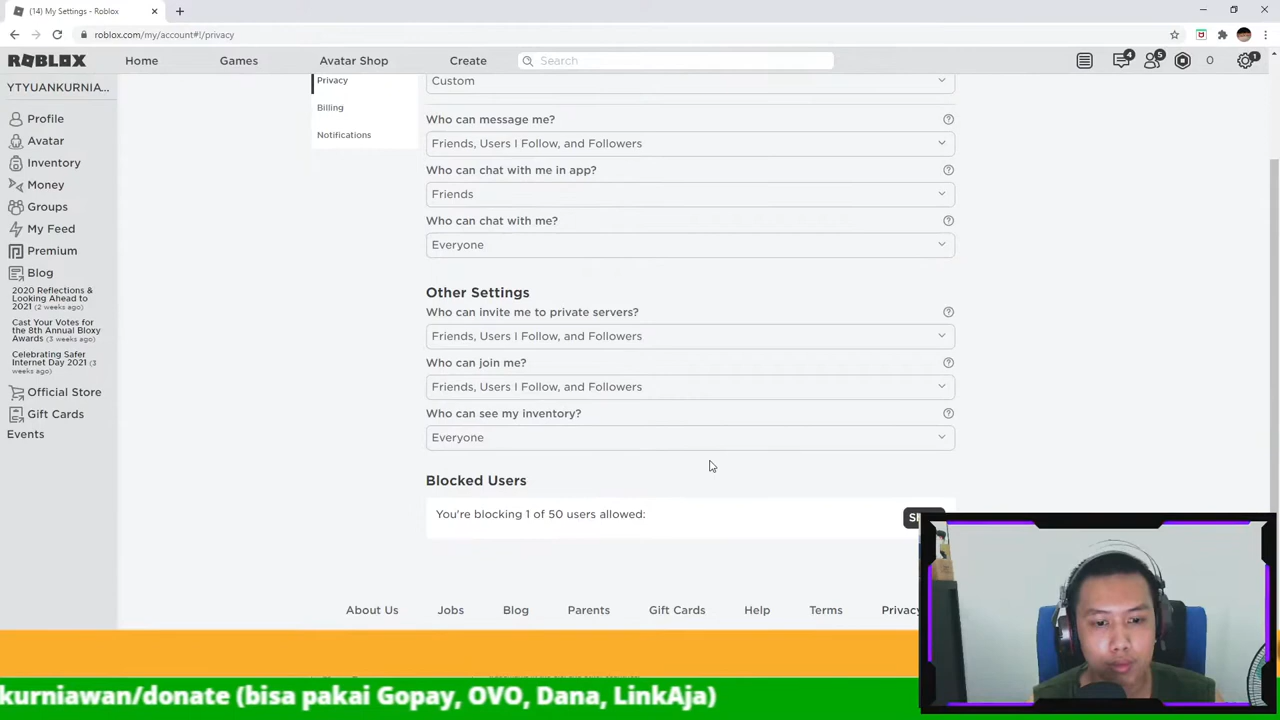 (14) My Settings - Roblox
roblox.com/my/account#!/privacy
ROBLOX
Home
Games
Avatar Shop
Create
Search
4
5
0
1
YTYUANKURNIA...
Profile
Avatar
Inventory
Money
Groups
My Feed
Premium
Blog
2020 Reflections &
Looking Ahead to
2021 (2 weeks ago)
Cast Your Votes for
the 8th Annual Bloxy
Awards (3 weeks ago)
Celebrating Safer
Internet Day 2021 (3
weeks ago)
Official Store
Gift Cards
Events
Privacy
Billing
Notifications
Custom
Who can message me?
Friends, Users I Follow, and Followers
Who can chat with me in app?
Friends
Who can chat with me?
Everyone
Other Settings
Who can invite me to private servers?
Friends, Users I Follow, and Followers
Who can join me?
Friends, Users I Follow, and Followers
Who can see my inventory?
Everyone
Blocked Users
You're blocking 1 of 50 users allowed:
About Us
Jobs
Blog
Parents
Gift Cards
Help
Terms
Privacy
kurniawan/donate (bisa pakai Gopay, OVO, Dana, LinkAja)